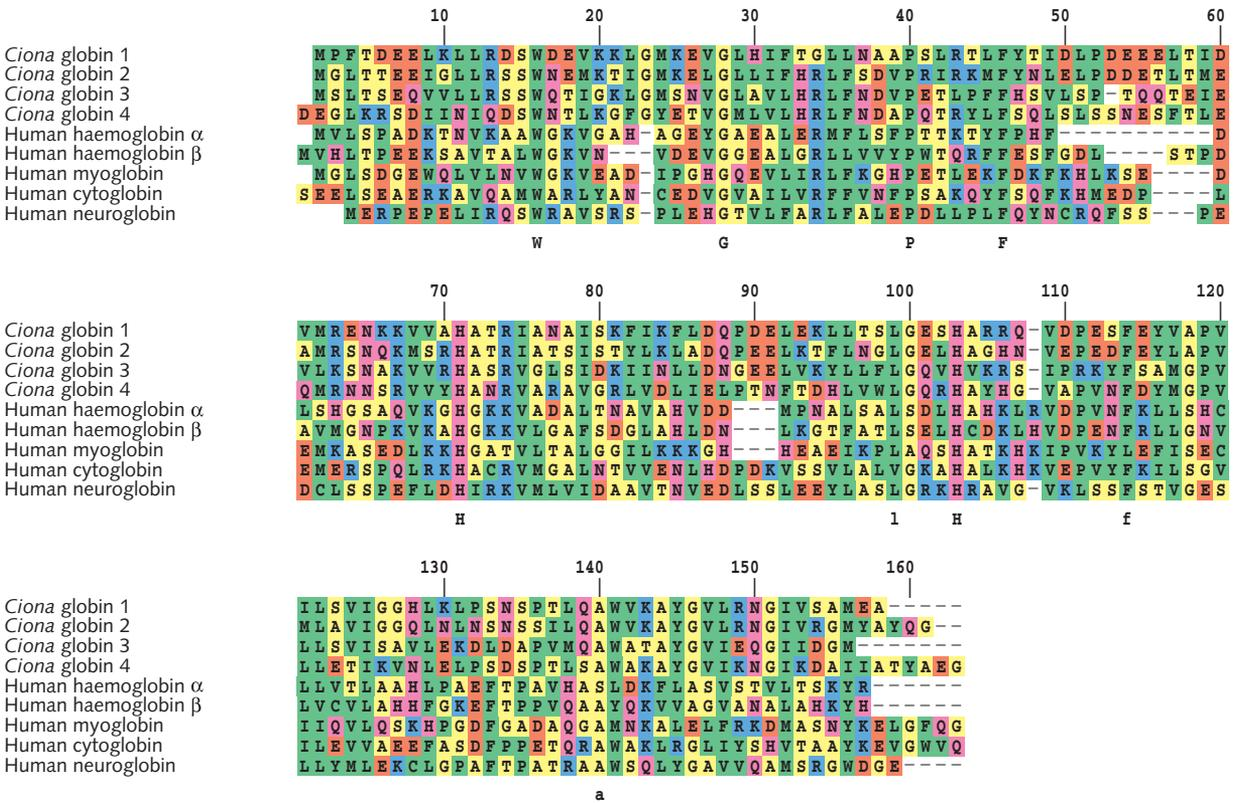 10 20 30 40 50 60
Ciona globin 1 MPFTDEELKLLRDSWDEVKKLGMKEVGLHIFTGLLNAAPSLRTLFYTIDLPDEEELTID
Ciona globin 2 MGLTTEEIGLLRSSWNEMKTIGMKELGLLIFHRLFSDVPRIRKMFYNLELPDDETLTME
Ciona globin 3 MSLTSEQVVLLRSSWQTIGKLGMSNVGLAVLHRLFNDVPETLPFFHSVLSP-TQQTEIE
Ciona globin 4 DEGLKRSDIINIQDSWNTLKGFGYETVGMLVLHRLFNDAPQTRYLFSQLSLSSNESFTLE
Human haemoglobin α MVLSPADKTNVKAAWGKVGAH-AGEYGAEALERMFLSFPTTKTYFPHF----------D
Human haemoglobin β MVHLTPEEKSAVTALWGKVN---VDEVGGEALGRLLVVYPWTQRFFESFGDL----STPD
Human myoglobin MGLSDGEWQLVLNVWGKVEAD-IPGHGQEVLIRLFKGHPETLEKFDKFKHLKSE----D
Human cytoglobin SEELSEAERKAVQAMWARLYAN-CEDVGVAILVRFFVNFPSAKQYFSQFKHMEDP----L
Human neuroglobin MERPEPELIRQSWRAVSRS-PLEHGTVLFARLFALEPDLLPLFQYNCRQFSS---PE
W G P F
70 80 90 100 110 120
Ciona globin 1 VMRENKKVVAHATRIANAISKFIKFLDQPDELEKLLTSLGESHARRQ-VDPESFEYVAPV
Ciona globin 2 AMRSNQKMSRHATRIATSISTYLKLADQPEELKTFLNGLGELHAGHN-VEPEDFEYLAPV
Ciona globin 3 VLKSNAKVVRHASRVGLSIDKIINLLDNGEELVKYLLFLGQVHVKRS-IPRKYFSAMGPV
Ciona globin 4 QMRNNSRVVVHANRVARAVGRLVDLIELPTNFTDHLVWLGQRHAYHG-VAPVNFDYMGPV
Human haemoglobin α LSHGSAQVKGHGKKVADALTNAVAHVDD---MPNALSALSDLHAHKLRVDPVNFKLLSHC
Human haemoglobin β AVMGNPKVKAHGKKVLGAFSDGLAHLDN---LKGTFATLSELHCDKLHVDPENFRLLGNV
Human myoglobin EMKASEDLKKHGATVLTALGGILKKKGH---HEAEIKPLAQSHATKHKIPVKYLEFISEC
Human cytoglobin EMERSPQLRKHACRVMGALNTVVENLHDPDKVSSVLALVGKAHALKHKVEPVYFKILSGV
Human neuroglobin DCLSSPEFLDHIRKVMLVIDAAVTNVEDLSSLEEYLASLGRKHRAVG-VKLSSFSTVGES
H l H f
130 140 150 160
Ciona globin 1 ILSVIGGHLKLPSNSPTLQAWVKAYGVLRNGIVSAMEA-----
Ciona globin 2 MLAVIGGQLNLNSNSSILQAWVKAYGVLRNGIVRGMYAYQG--
Ciona globin 3 LLSVISAVLEKDLDAPVMQAWATAYGVIEQGIIDGM-------
Ciona globin 4 LLETIKVNLELPSDSPTLSAWAKAYGVIKNGIKDAIIATYAEG
Human haemoglobin α LLVTLAAHLPAEFTPAVHASLDKFLASVSTVLTSKYR------
Human haemoglobin β LVCVLAHHFGKEFTPPVQAAYQKVVAGVANALAHKYH------
Human myoglobin IIQVLQSKHPGDFGADAQGAMNKALELFRKDMASNYKELGFQG
Human cytoglobin ILEVVAEEFASDFPPETQRAWAKLRGLIYSHVTAAYKEVGWVQ
Human neuroglobin LLYMLEKCLGPAFTPATRAAWSQLYGAVVQAMSRGWDGE----
a